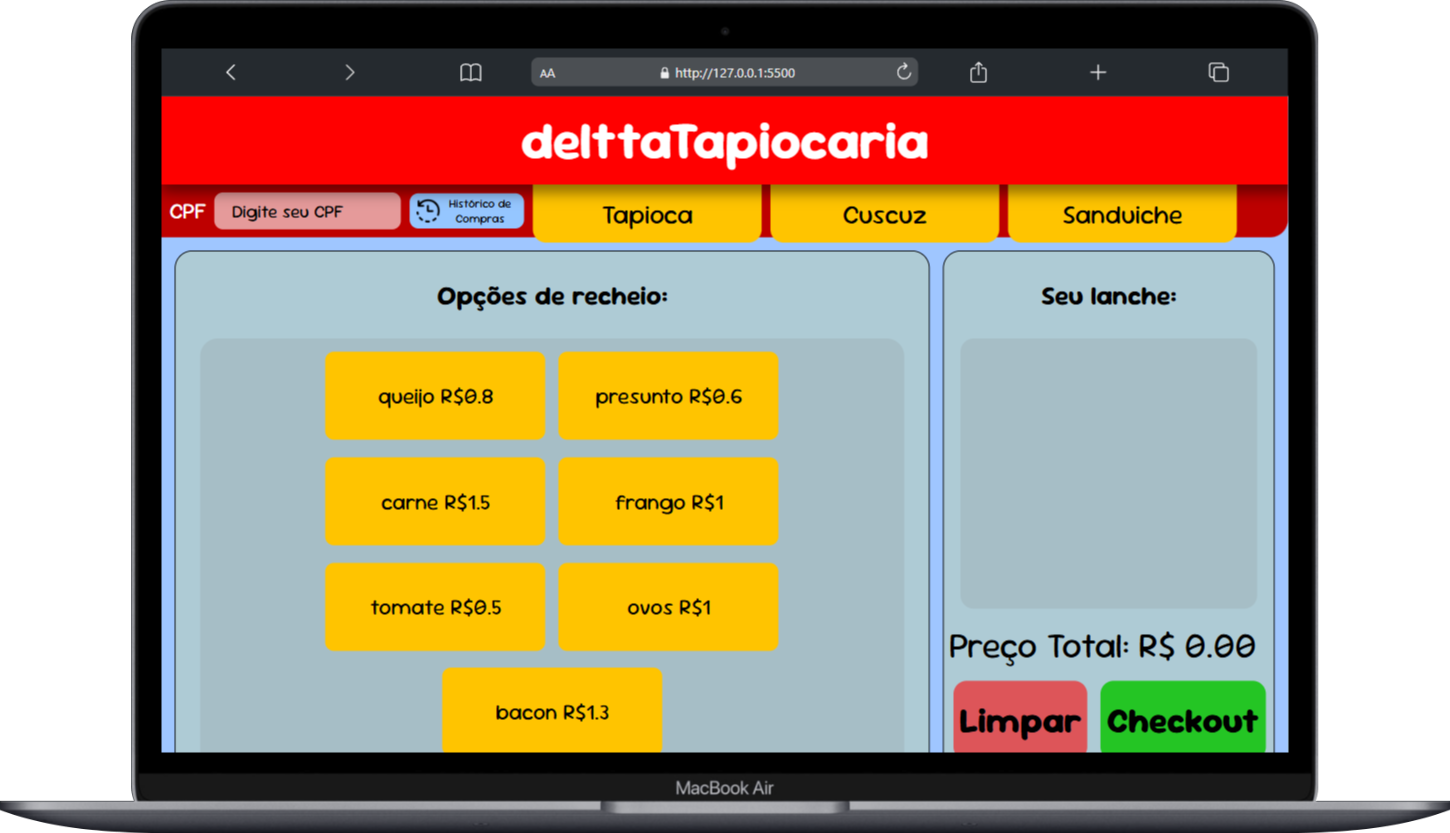 AA
http://127.0.0.1:5500
delttaTapiocaria
CPF
Digite seu CPF
Histórico de
Compras
Tapioca
Cuscuz
Sanduiche
Opções de recheio:
queijo R$0.8
presunto R$0.6
carne R$1.5
frango R$1
tomate R$0.5
ovos R$1
bacon R$1.3
Seu lanche:
Preço Total: R$ 0.00
Limpar
Checkout
MacBook Air